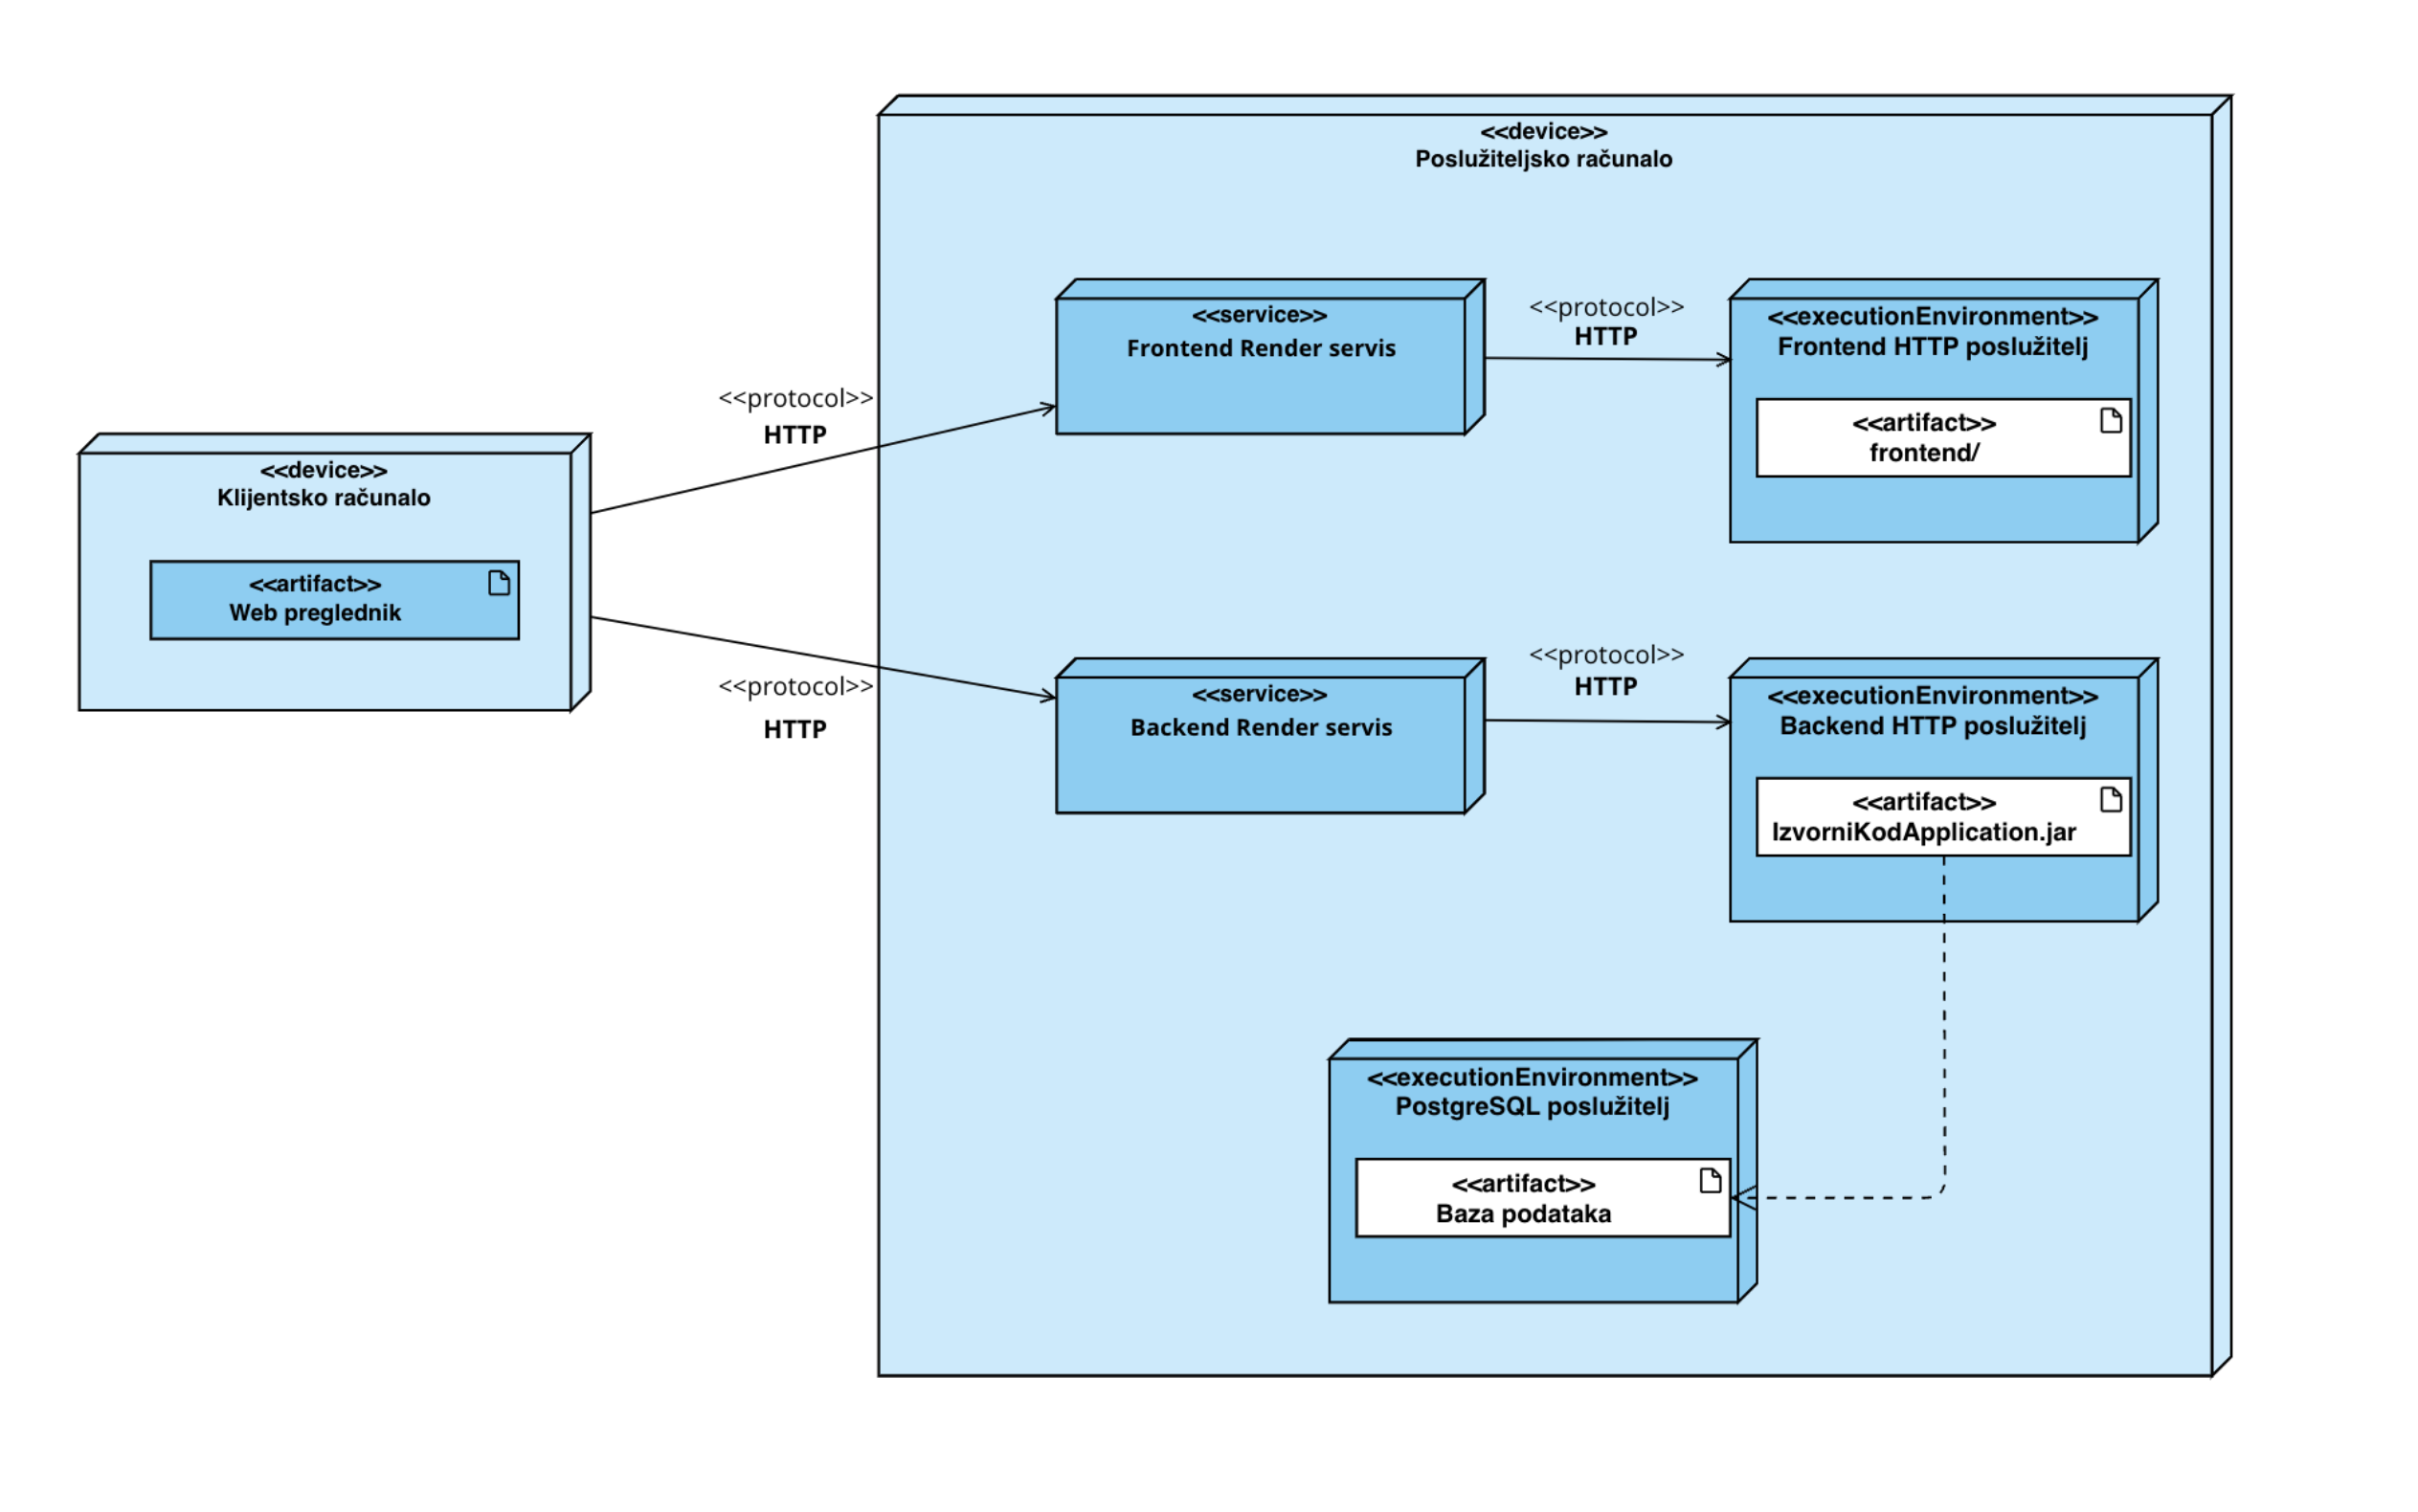 <<device>>
Poslužiteljsko računalo
<<service>>
Frontend Render servis
<<protocol>>
HTTP
<<executionEnvironment>>
Frontend HTTP poslužitelj
<<artifact>>
frontend/
<<protocol>>
HTTP
<<device>>
Klijentsko računalo
<<artifact>>
Web preglednik
<<protocol>>
HTTP
<<service>>
Backend Render servis
<<protocol>>
HTTP
<<executionEnvironment>>
Backend HTTP poslužitelj
<<artifact>>
IzvorniKodApplication.jar
<<executionEnvironment>>
PostgreSQL poslužitelj
<<artifact>>
Baza podataka